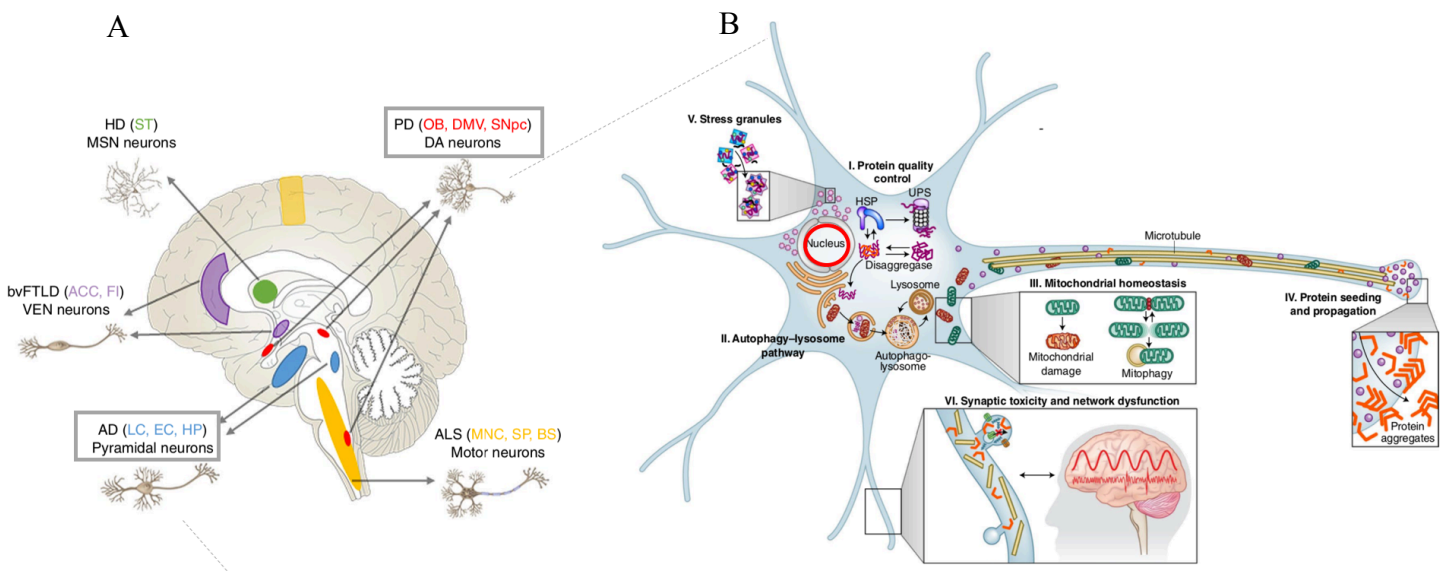 A
B
HD (ST)
MSN neurons
PD (OB, DMV, SNpc)
DA neurons
bvFTLD (ACC, FI)
VEN neurons
AD (LC, EC, HP)
Pyramidal neurons
ALS (MNC, SP, BS)
Motor neurons
V. Stress granules
I. Protein quality
control
UPS
HSP
Nucleus
Disaggregase
Microtubule
Lysosome
III. Mitochondrial homeostasis
IV. Protein seeding
and propagation
II. Autophagy–lysosome
pathway
Autophago-
lysosome
Mitochondrial
damage
Mitophagy
VI. Synaptic toxicity and network dysfunction
Protein
aggregates